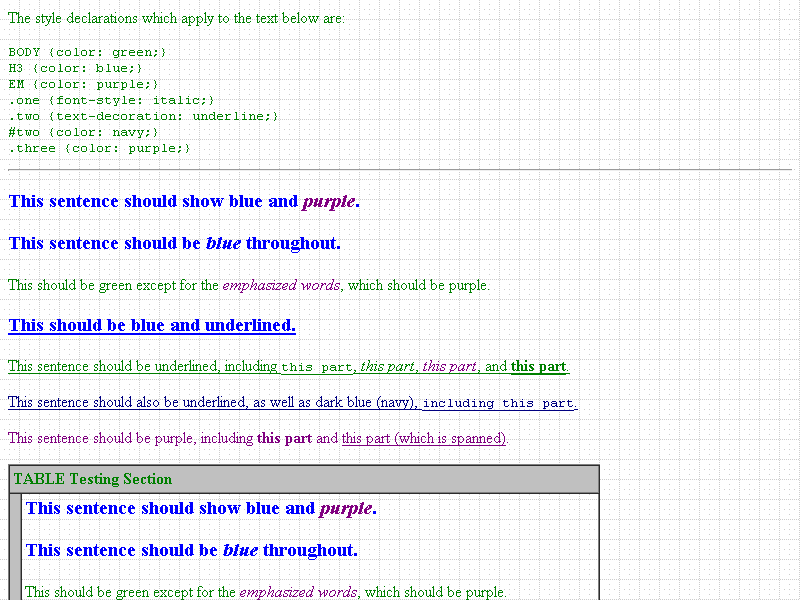 The style declarations which apply to the text below are:
BODY {color: green;}
H3 {color: blue;}
EM {color: purple;}
.one {font-style: italic;}
.two {text-decoration: underline;}
#two {color: navy;}
.three {color: purple;}
This sentence should show blue and purple.
This sentence should be blue throughout.
This should be green except for the emphasized words, which should be purple.
This should be blue and underlined.
This sentence should be underlined, including this part, this part, this part, and this part.
This sentence should also be underlined, as well as dark blue (navy), including this part.
This sentence should be purple, including this part and this part (which is spanned).
TABLE Testing Section
This sentence should show blue and purple.
This sentence should be blue throughout.
This should be green except for the emphasized words, which should be purple.